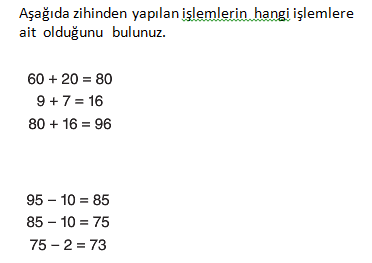 Aşağıda zihinden yapılan işlemlerin hangi işlemlere
ait olduğunu bulunuz.
60 + 20 = 80
9 + 7 = 16
80 + 16 = 96
95 – 10 = 85
85 – 10 = 75
75 – 2 = 73